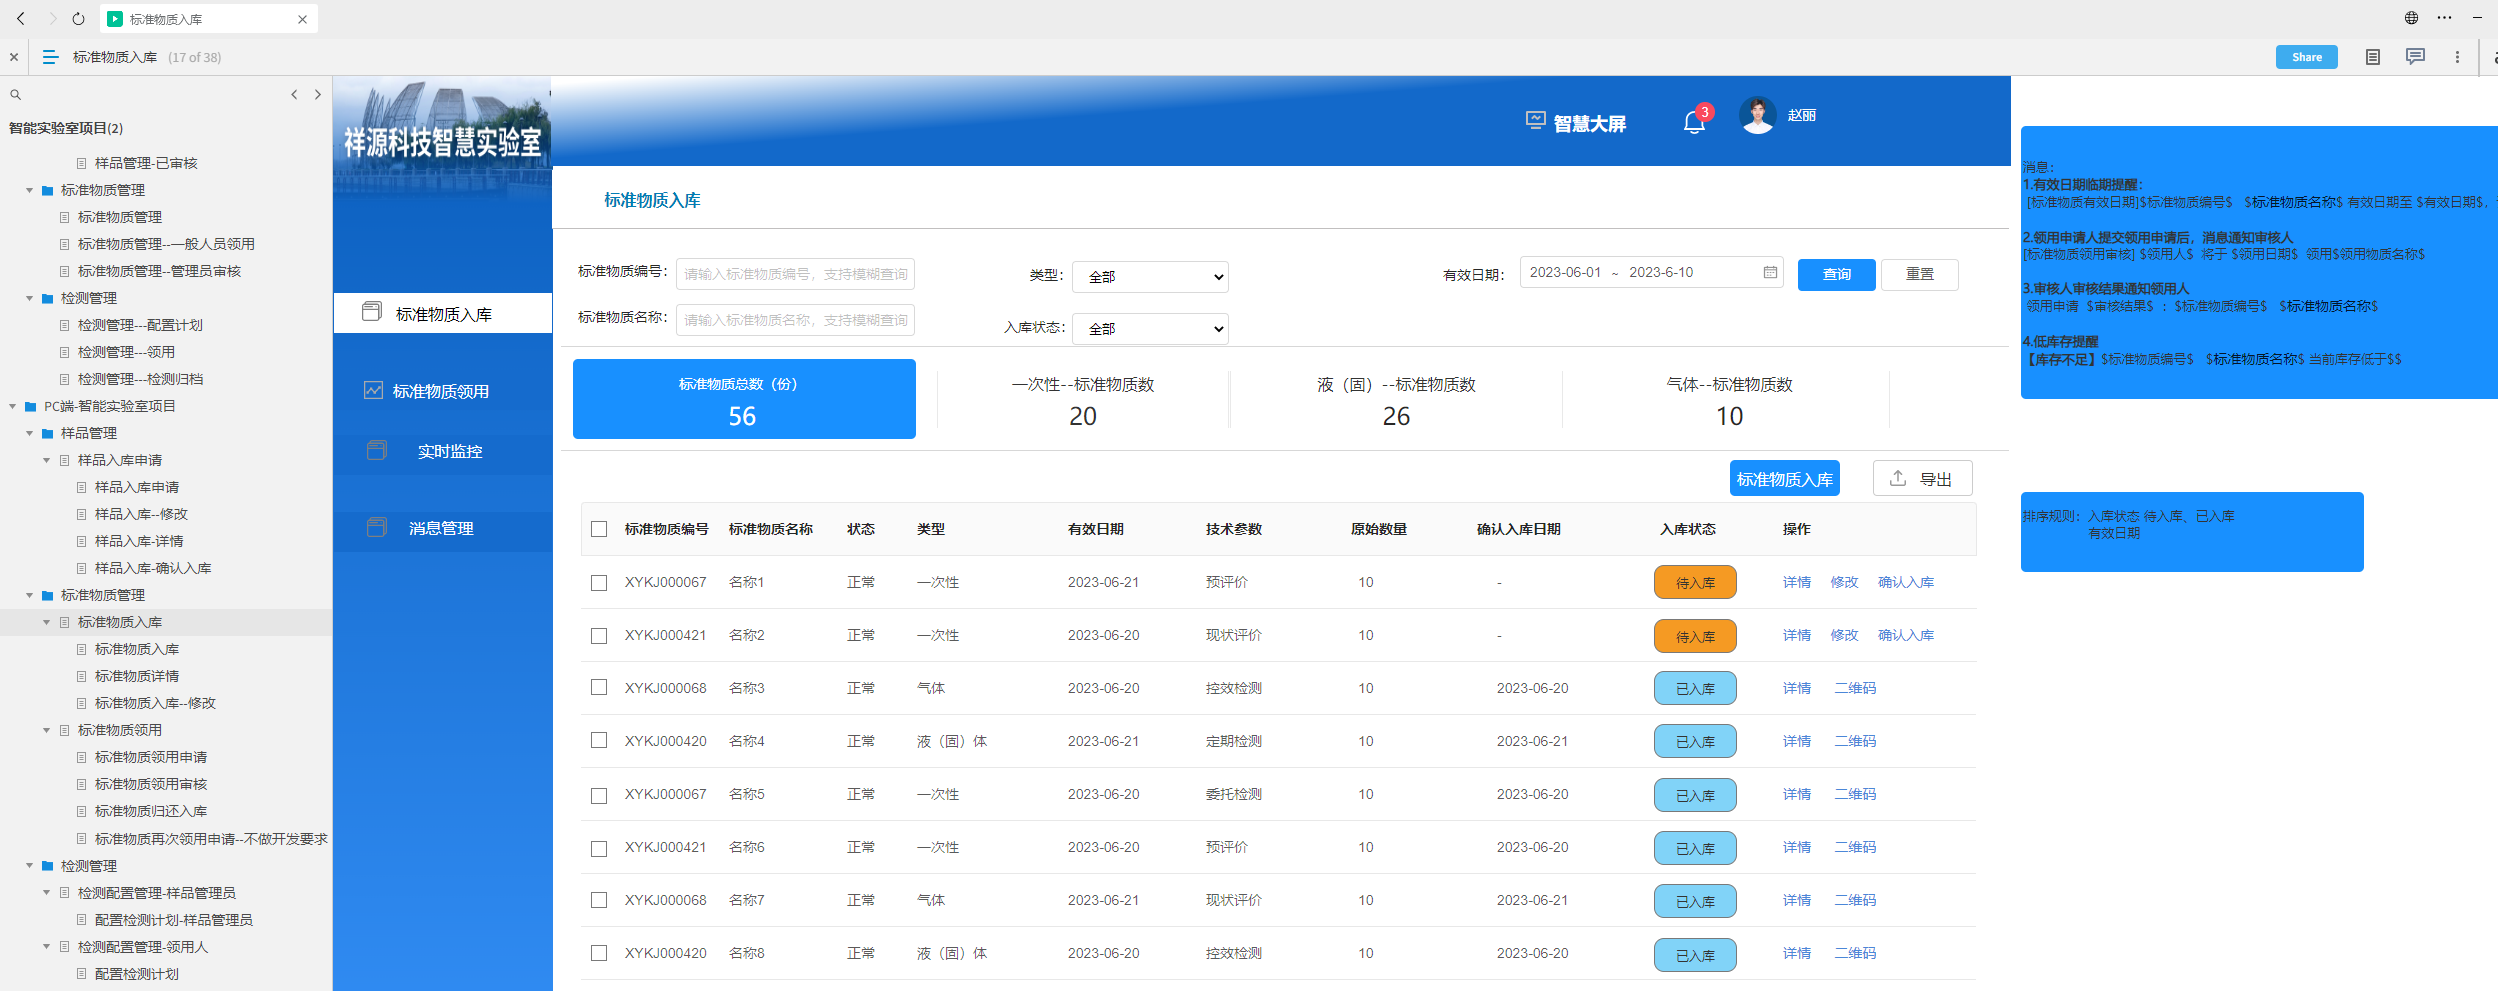 标准物质入库
标准物质入库 (17 of 38)
Share
智能实验室项目(2)
样品管理-已审核
标准物质管理
标准物质管理
标准物质管理--一般人员领用
标准物质管理--管理员审核
检测管理
检测管理---配置计划
检测管理---领用
检测管理---检测归档
PC端-智能实验室项目
样品管理
样品入库申请
样品入库申请
样品入库--修改
样品入库-详情
样品入库-确认入库
标准物质管理
标准物质入库
标准物质入库
标准物质详情
标准物质入库--修改
标准物质领用
标准物质领用申请
标准物质领用审核
标准物质归还入库
标准物质再次领用申请--不做开发要求
检测管理
检测配置管理-样品管理员
配置检测计划-样品管理员
检测配置管理-领用人
配置检测计划
祥源科技智慧实验室
标准物质入库
标准物质领用
实时监控
消息管理
智慧大屏
3
赵丽
标准物质入库
标准物质编号： 请输入标准物质编号，支持模糊查询 类型： 全部 有效日期： 2023-06-01 ~ 2023-6-10 查询 重置
标准物质名称： 请输入标准物质名称，支持模糊查询 入库状态： 全部
标准物质总数（份） 一次性--标准物质数 液（固）--标准物质数 气体--标准物质数
56 20 26 10
标准物质入库 导出
标准物质编号 标准物质名称 状态 类型 有效日期 技术参数 原始数量 确认入库日期 入库状态 操作
XYKJ000067 名称1 正常 一次性 2023-06-21 预评价 10 - 待入库 详情 修改 确认入库
XYKJ000421 名称2 正常 一次性 2023-06-20 现状评价 10 - 待入库 详情 修改 确认入库
XYKJ000068 名称3 正常 气体 2023-06-20 控效检测 10 2023-06-20 已入库 详情 二维码
XYKJ000420 名称4 正常 液（固）体 2023-06-21 定期检测 10 2023-06-21 已入库 详情 二维码
XYKJ000067 名称5 正常 一次性 2023-06-20 委托检测 10 2023-06-20 已入库 详情 二维码
XYKJ000421 名称6 正常 一次性 2023-06-20 预评价 10 2023-06-20 已入库 详情 二维码
XYKJ000068 名称7 正常 气体 2023-06-21 现状评价 10 2023-06-21 已入库 详情 二维码
XYKJ000420 名称8 正常 液（固）体 2023-06-20 控效检测 10 2023-06-20 已入库 详情 二维码
消息：
1.有效日期临期提醒：
[标准物质有效日期]$标准物质编号$ $标准物质名称$ 有效日期至 $有效日期$，
2.领用申请人提交领用申请后，消息通知审核人
[标准物质领用审核] $领用人$ 将于 $领用日期$ 领用$领用物质名称$
3.审核人审核结果通知领用人
领用申请 $审核结果$ ：$标准物质编号$ $标准物质名称$
4.低库存提醒
【库存不足】$标准物质编号$ $标准物质名称$ 当前库存低于$$
排序规则：入库状态 待入库、已入库
有效日期